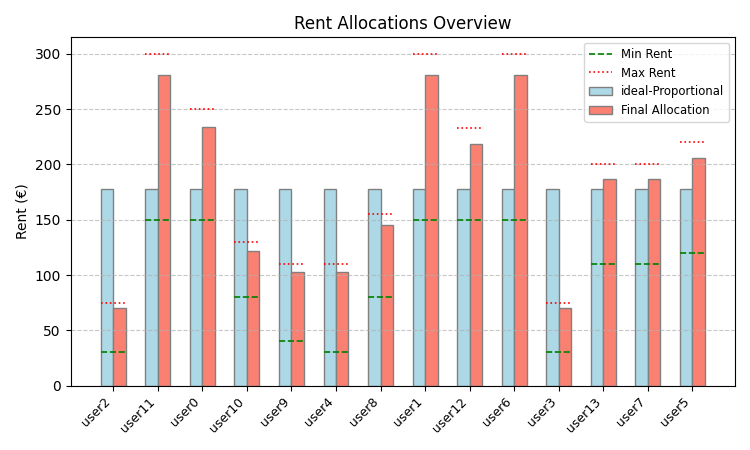 Rent Allocations Overview
Rent (€)
300
250
200
150
100
50
0
Min Rent
Max Rent
ideal-Proportional
Final Allocation
user2
user11
user0
user10
user9
user4
user8
user1
user12
user6
user3
user13
user7
user5